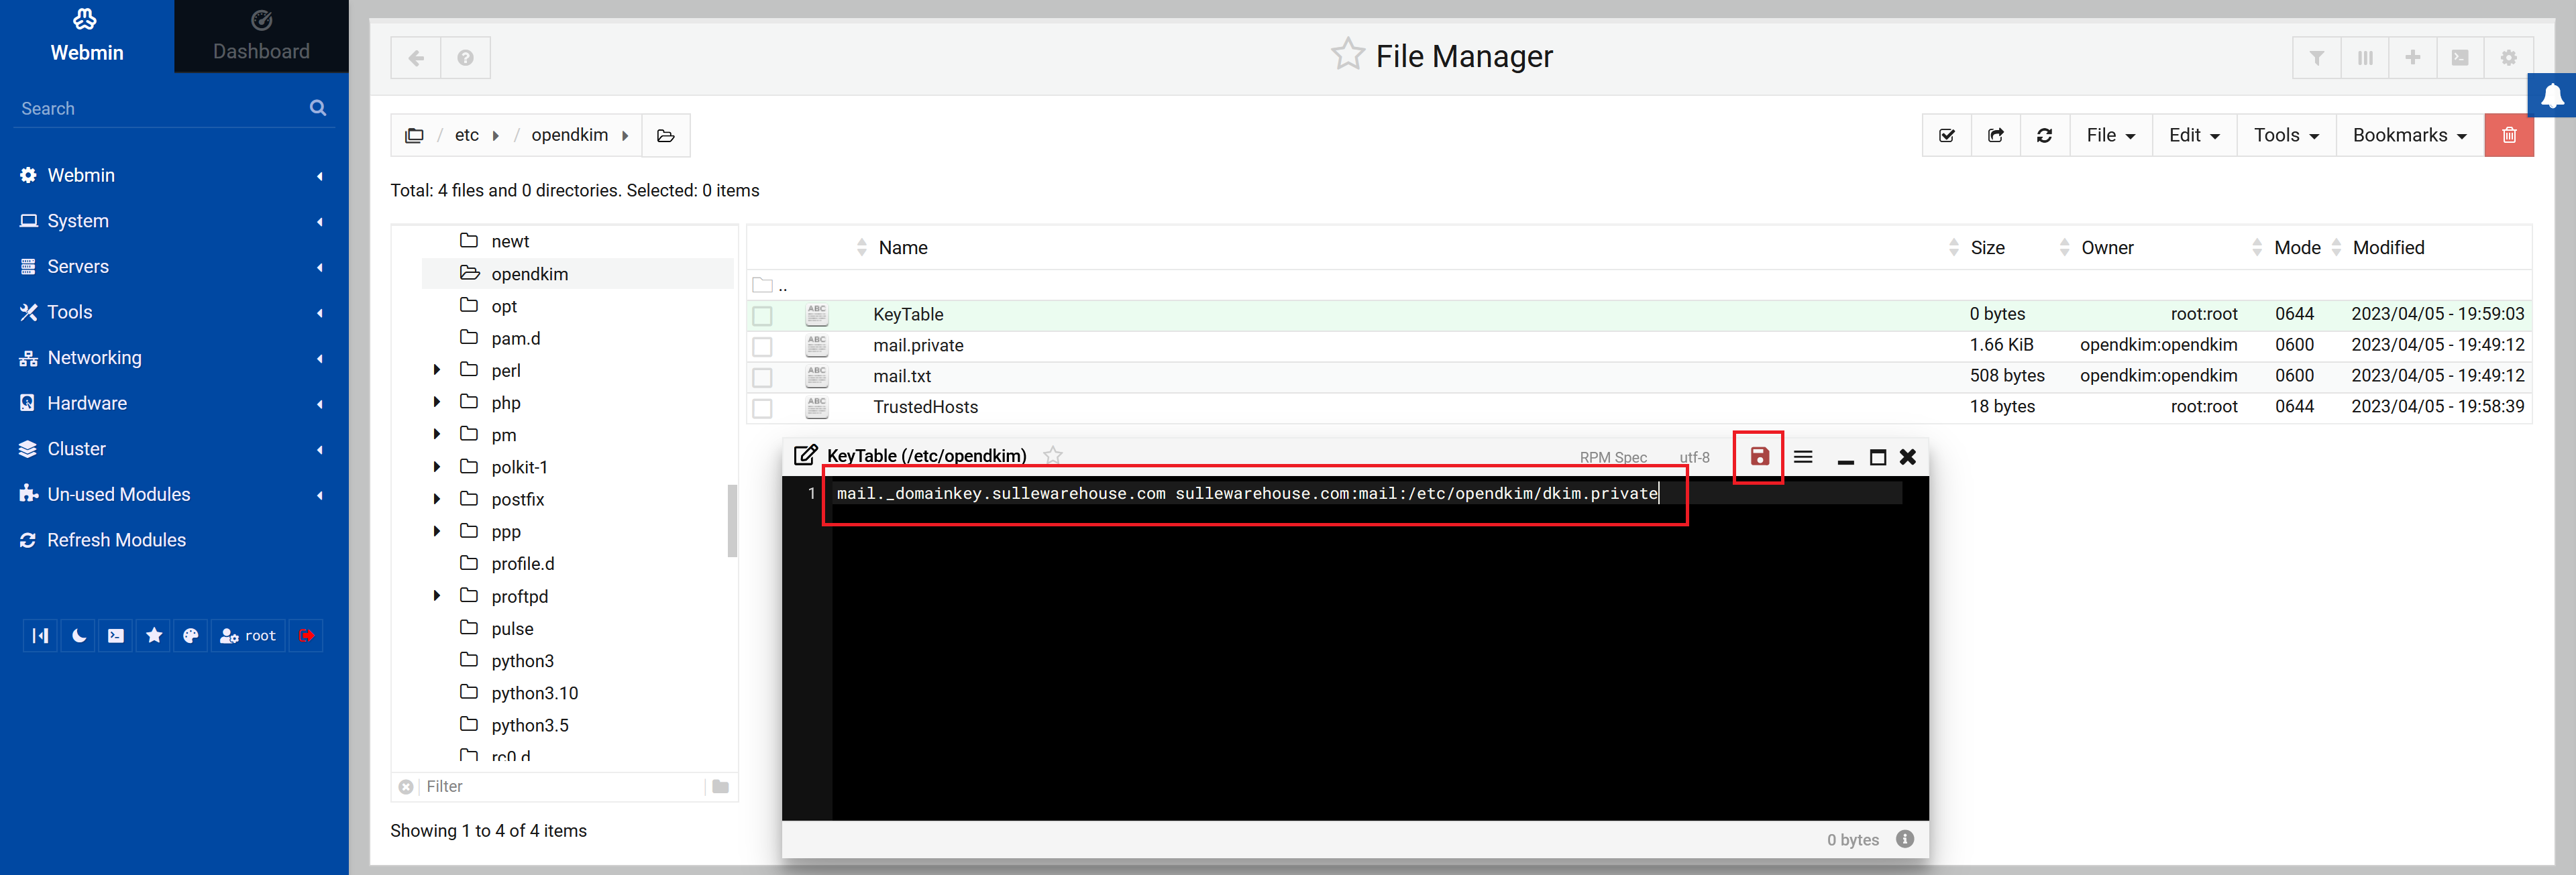 Webmin
Dashboard
Search
Webmin
System
Servers
Tools
Networking
Hardware
Cluster
Un-used Modules
Refresh Modules
root
File Manager
/ etc / opendkim
File Edit Tools Bookmarks
Total: 4 files and 0 directories. Selected: 0 items
newt
opendkim
opt
pam.d
perl
php
pm
polkit-1
postfix
ppp
profile.d
proftpd
pulse
python3
python3.10
python3.5
rc0.d
Filter
Showing 1 to 4 of 4 items
Name Size Owner Mode Modified
..
ABC KeyTable 0 bytes root:root 0644 2023/04/05 - 19:59:03
ABC mail.private 1.66 KiB opendkim:opendkim 0600 2023/04/05 - 19:49:12
ABC mail.txt 508 bytes opendkim:opendkim 0600 2023/04/05 - 19:49:12
ABC TrustedHosts 18 bytes root:root 0644 2023/04/05 - 19:58:39
KeyTable (/etc/opendkim) RPM Spec utf-8
1 mail._domainkey.sullewarehouse.com sullewarehouse.com:mail:/etc/opendkim/dkim.private
0 bytes